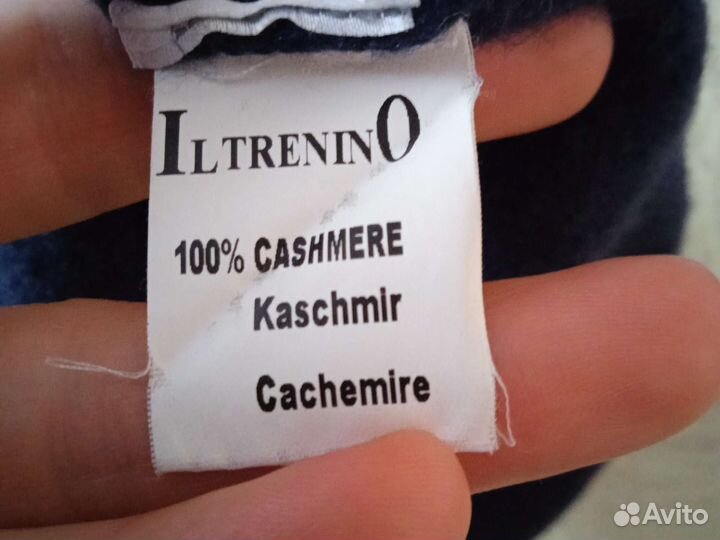 ILTRENINO
100% CASHMERE
Kaschmir
Cachemire
Avito